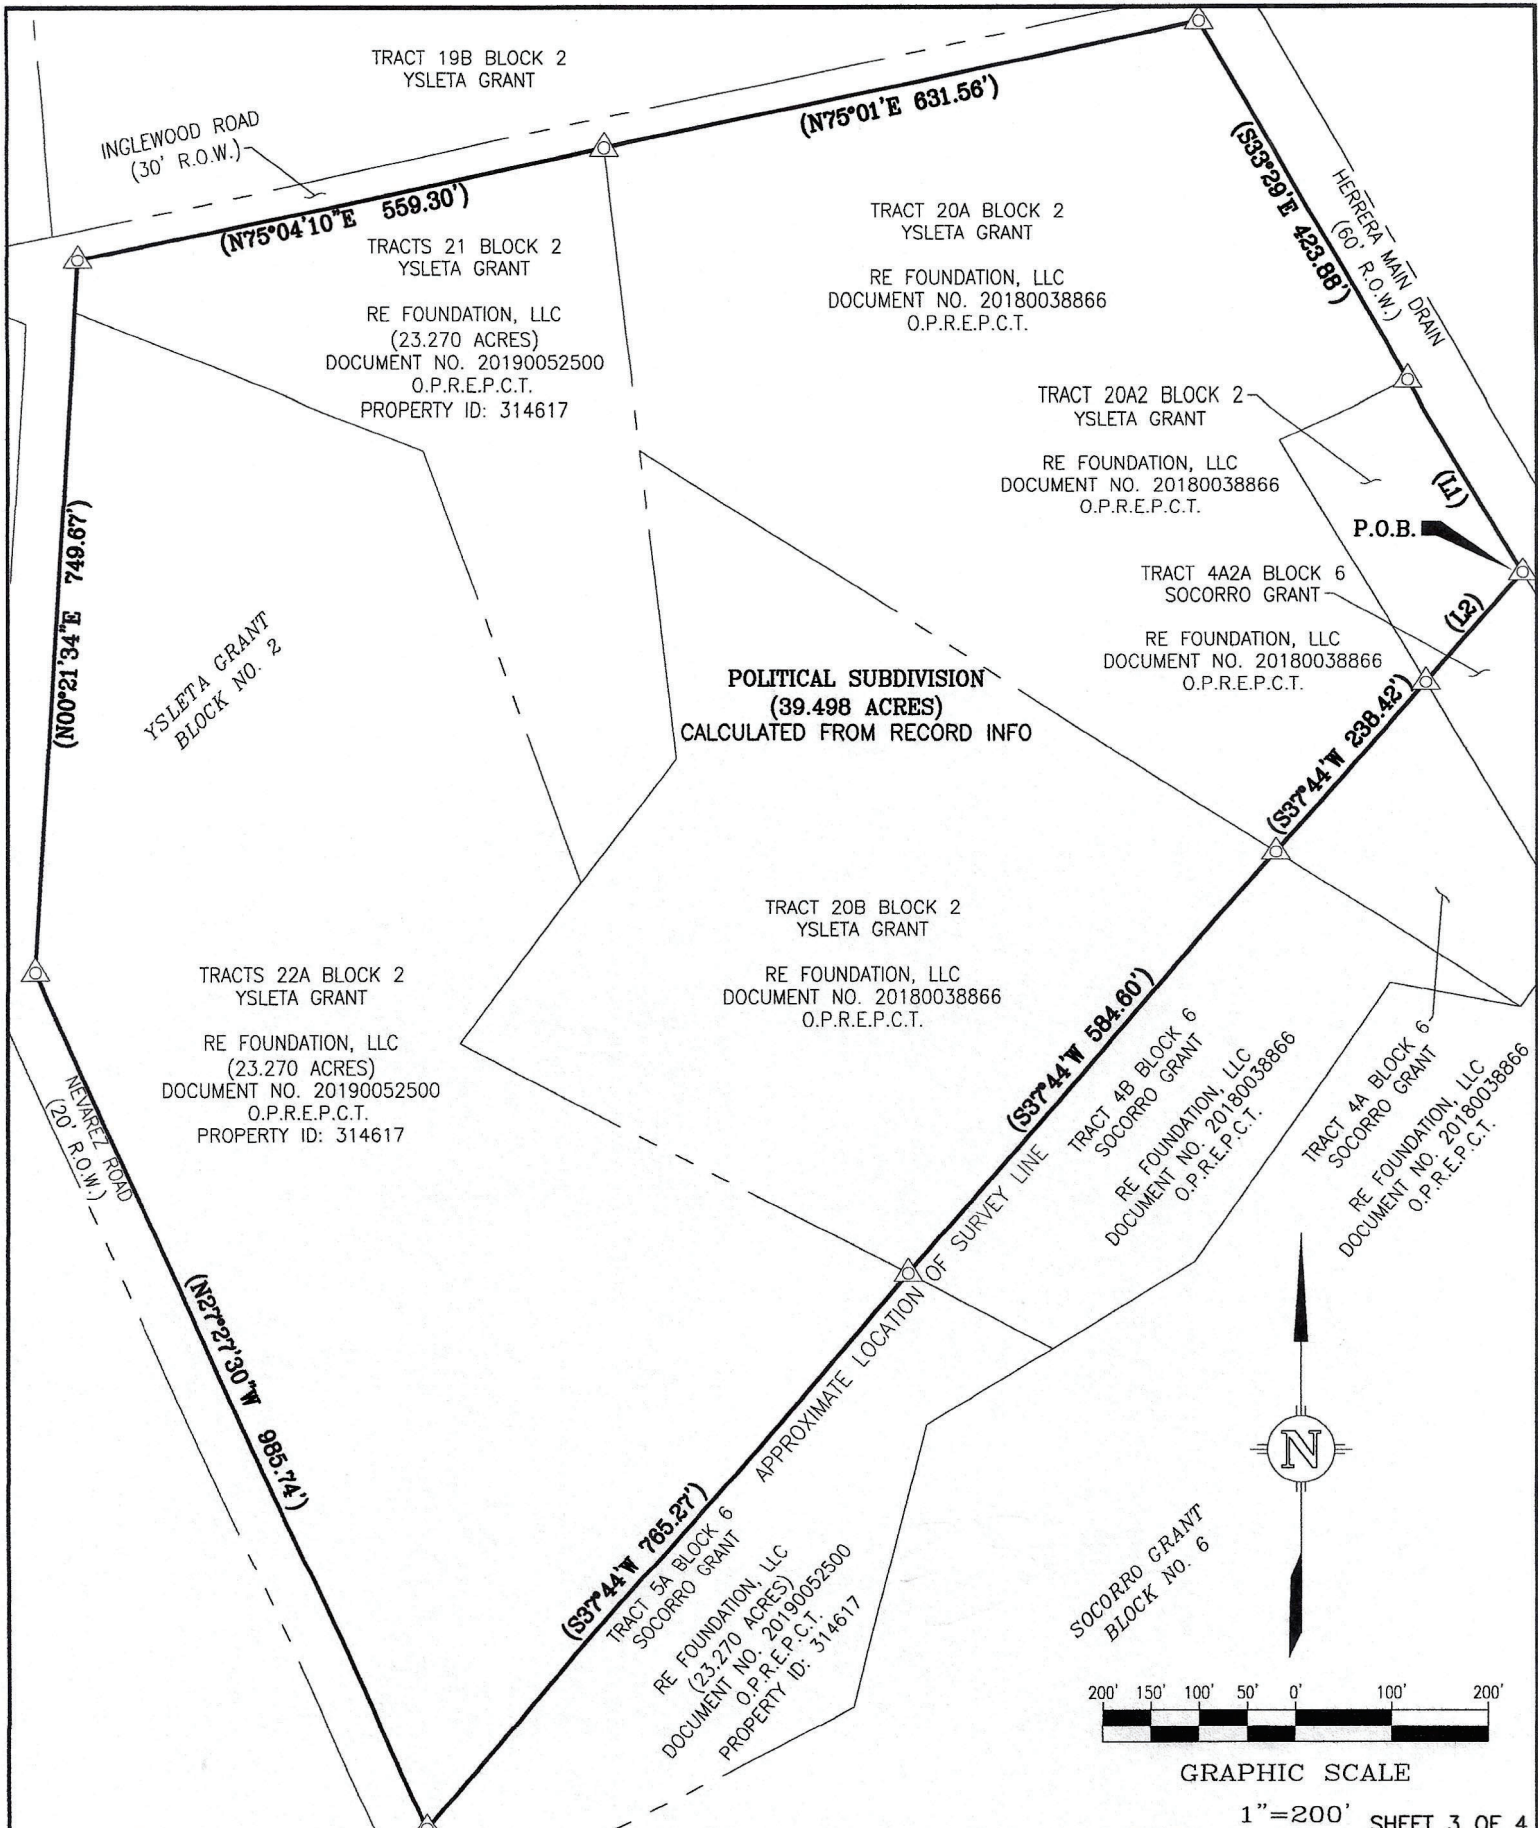 TRACT 19B BLOCK 2
YSLETA GRANT
INGLEWOOD ROAD
(30' R.O.W.)
(N75°01'E 631.56')
(N75°04'10"E 559.30')
(S33°29'E 423.88')
HERRERA MAIN DRAIN
(60' R.O.W.)
TRACTS 21 BLOCK 2
YSLETA GRANT
RE FOUNDATION, LLC
(23.270 ACRES)
DOCUMENT NO. 20190052500
O.P.R.E.P.C.T.
PROPERTY ID: 314617
TRACT 20A BLOCK 2
YSLETA GRANT
RE FOUNDATION, LLC
DOCUMENT NO. 20180038866
O.P.R.E.P.C.T.
TRACT 20A2 BLOCK 2
YSLETA GRANT
RE FOUNDATION, LLC
DOCUMENT NO. 20180038866
O.P.R.E.P.C.T.
(L1)
P.O.B.
TRACT 4A2A BLOCK 6
SOCORRO GRANT
RE FOUNDATION, LLC
DOCUMENT NO. 20180038866
O.P.R.E.P.C.T.
(L2)
(N00°21'34"E 749.67')
YSLETA GRANT
BLOCK NO. 2
POLITICAL SUBDIVISION
(39.498 ACRES)
CALCULATED FROM RECORD INFO
(S37°44'W 238.42')
TRACT 20B BLOCK 2
YSLETA GRANT
RE FOUNDATION, LLC
DOCUMENT NO. 20180038866
O.P.R.E.P.C.T.
TRACTS 22A BLOCK 2
YSLETA GRANT
RE FOUNDATION, LLC
(23.270 ACRES)
DOCUMENT NO. 20190052500
O.P.R.E.P.C.T.
PROPERTY ID: 314617
NEVAREZ ROAD
(20' R.O.W.)
(S37°44'W 584.60')
TRACT 4B BLOCK 6
SOCORRO GRANT
RE FOUNDATION, LLC
DOCUMENT NO. 20180038866
O.P.R.E.P.C.T.
TRACT 4A BLOCK 6
SOCORRO GRANT
RE FOUNDATION, LLC
DOCUMENT NO. 20180038866
O.P.R.E.P.C.T.
APPROXIMATE LOCATION OF SURVEY LINE
(N27°27'30"W 985.74')
(S37°44'W 765.27')
TRACT 5A BLOCK 6
SOCORRO GRANT
RE FOUNDATION, LLC
(23.270 ACRES)
DOCUMENT NO. 20190052500
O.P.R.E.P.C.T.
PROPERTY ID: 314617
N
SOCORRO GRANT
BLOCK NO. 6
200' 150' 100' 50' 0' 100' 200'
GRAPHIC SCALE
1"=200'
SHEET 3 OF 4